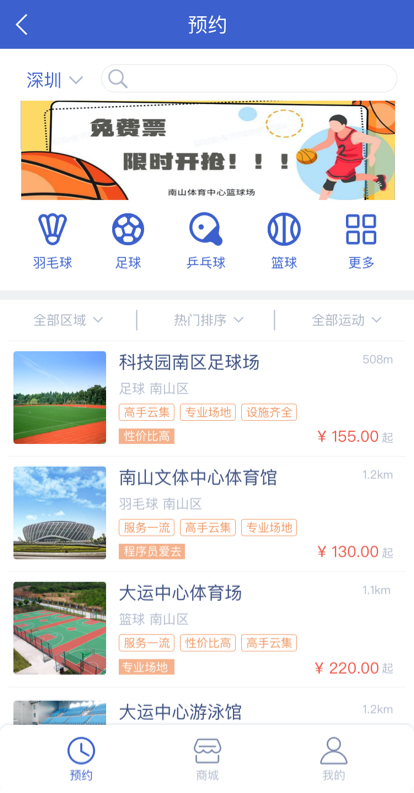 预约
深圳
免费票
限时开抢！！！
南山体育中心篮球场
羽毛球 足球 乒乓球 篮球 更多
全部区域 热门排序 全部运动
科技园南区足球场 508m
足球 南山区
高手云集 专业场地 设施齐全
性价比高 ¥ 155.00 起
南山文体中心体育馆 1.2km
羽毛球 南山区
服务一流 高手云集 专业场地
程序员爱去 ¥ 130.00 起
大运中心体育场 1.1km
篮球 南山区
服务一流 性价比高 高手云集
专业场地 ¥ 220.00 起
大运中心游泳馆 1.2km
预约 商城 我的